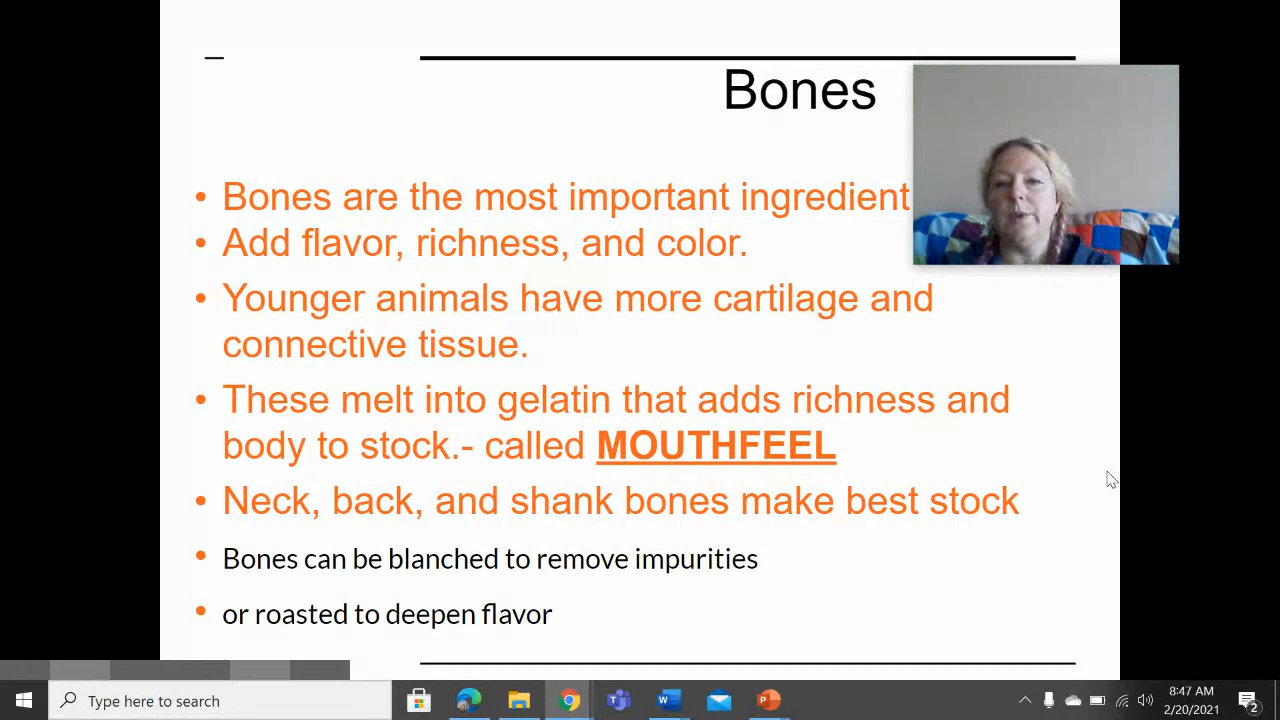 Bones
• Bones are the most important ingredient
• Add flavor, richness, and color.
• Younger animals have more cartilage and
connective tissue.
• These melt into gelatin that adds richness and
body to stock.- called MOUTHFEEL
• Neck, back, and shank bones make best stock
• Bones can be blanched to remove impurities
• or roasted to deepen flavor
Type here to search
8:47 AM
2/20/2021
2